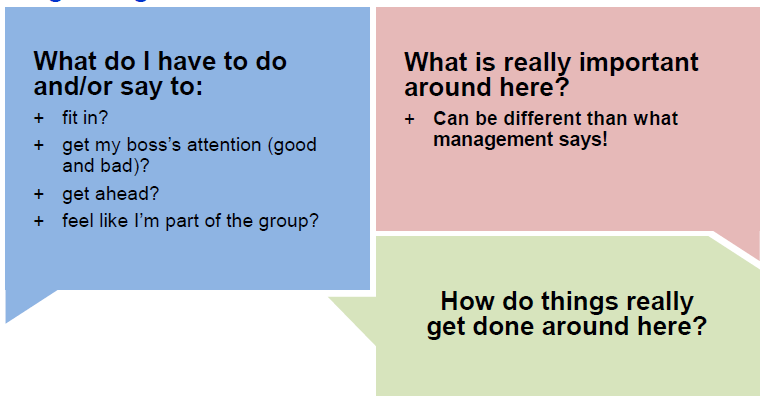 What do I have to do
and/or say to:
+ fit in?
+ get my boss's attention (good
and bad)?
+ get ahead?
+ feel like I'm part of the group?
What is really important
around here?
+ Can be different than what
management says!
How do things really
get done around here?